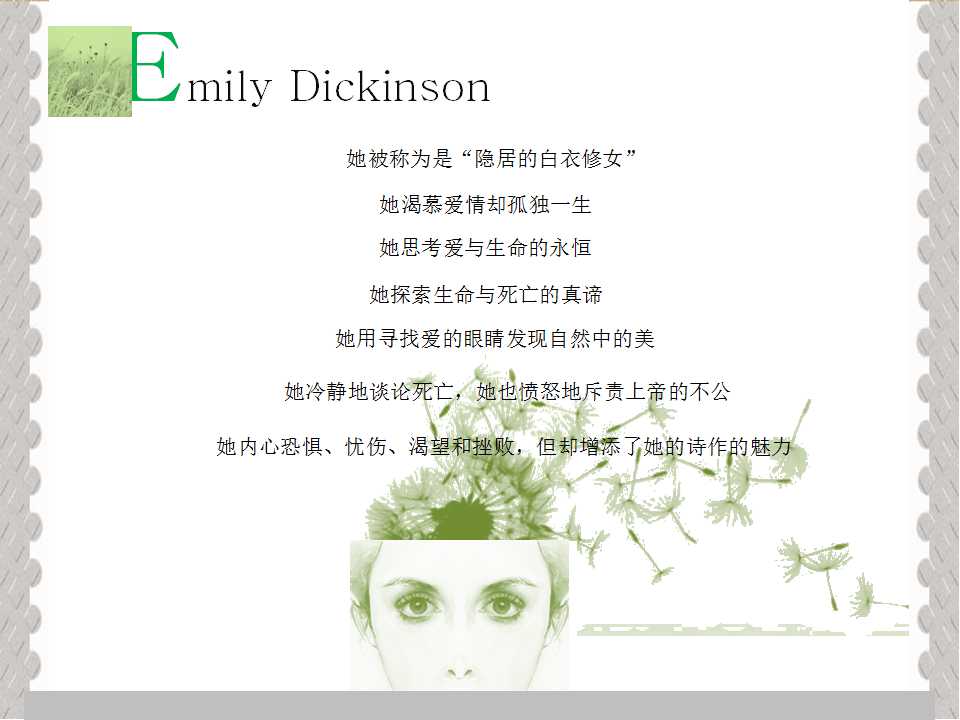 Emily Dickinson
她被称为是“隐居的白衣修女”
她渴慕爱情却孤独一生
她思考爱与生命的永恒
她探索生命与死亡的真谛
她用寻找爱的眼睛发现自然中的美
她冷静地谈论死亡，她也愤怒地斥责上帝的不公
她内心恐惧、忧伤、渴望和挫败，但却增添了她的诗作的魅力